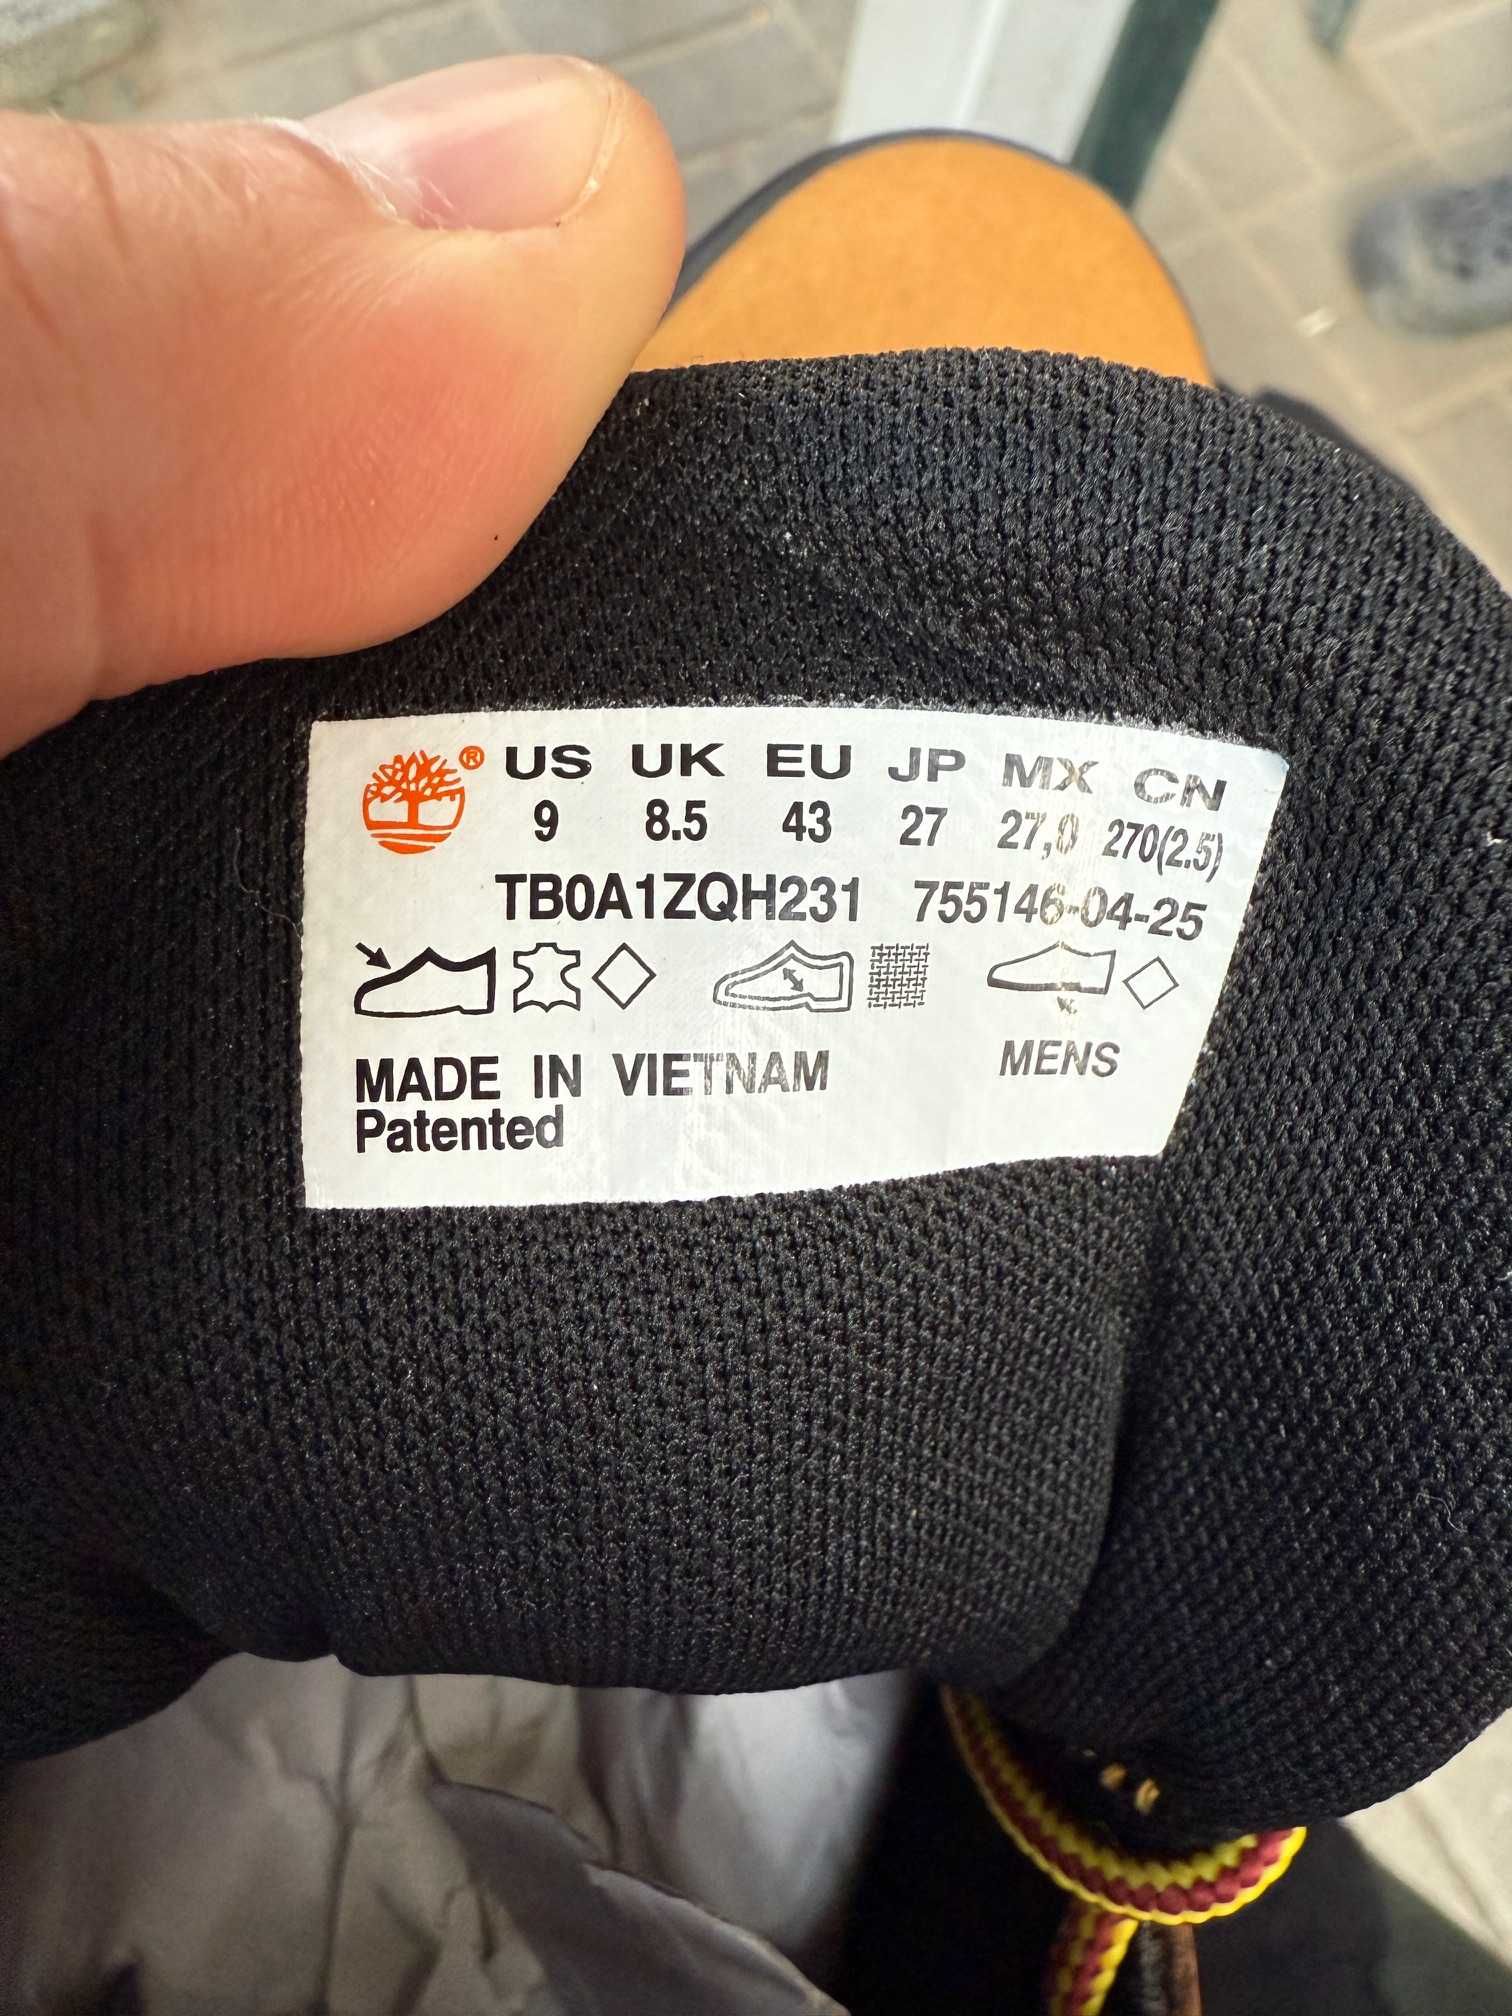 ® US UK EU JP MX CN
9 8.5 43 27 27,0 270(2.5)
TB0A1ZQH231 755146-04-25
MADE IN VIETNAM MENS
Patented